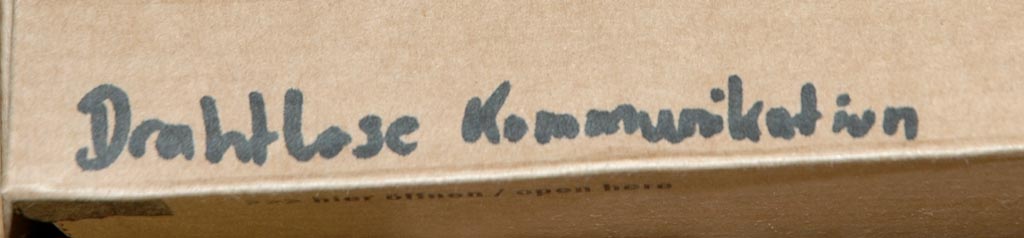 Drahtlose Kommunikation
>>> hier öffnen / open here